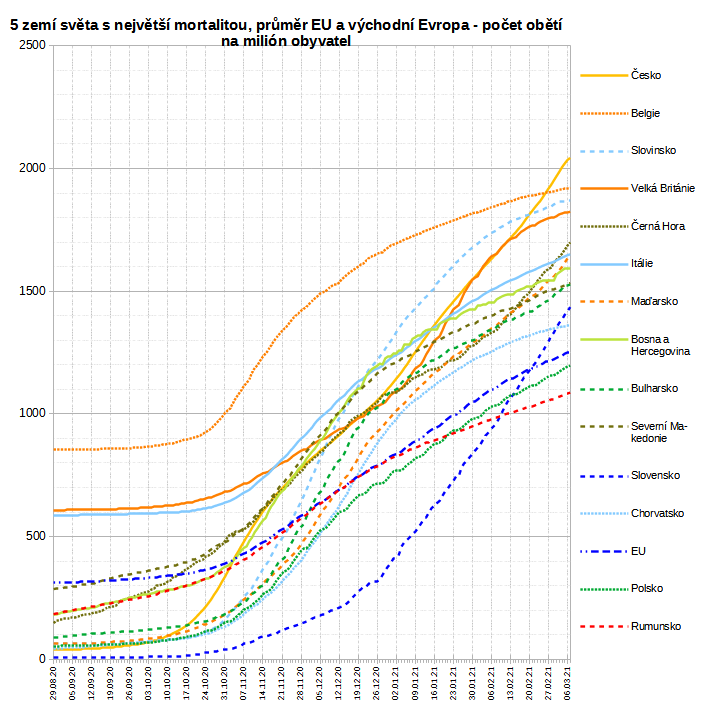 5 zemí světa s největší mortalitou, průměr EU a východní Evropa - počet obětí
na milión obyvatel
2500
2000
1500
1000
500
0
29.08.20
05.09.20
12.09.20
19.09.20
26.09.20
03.10.20
10.10.20
17.10.20
24.10.20
31.10.20
07.11.20
14.11.20
21.11.20
28.11.20
05.12.20
12.12.20
19.12.20
26.12.20
02.01.21
09.01.21
16.01.21
23.01.21
30.01.21
06.02.21
13.02.21
20.02.21
27.02.21
06.03.21
Česko
Belgie
Slovinsko
Velká Británie
Černá Hora
Itálie
Maďarsko
Bosna a
Hercegovina
Bulharsko
Severní Ma-
kedonie
Slovensko
Chorvatsko
EU
Polsko
Rumunsko